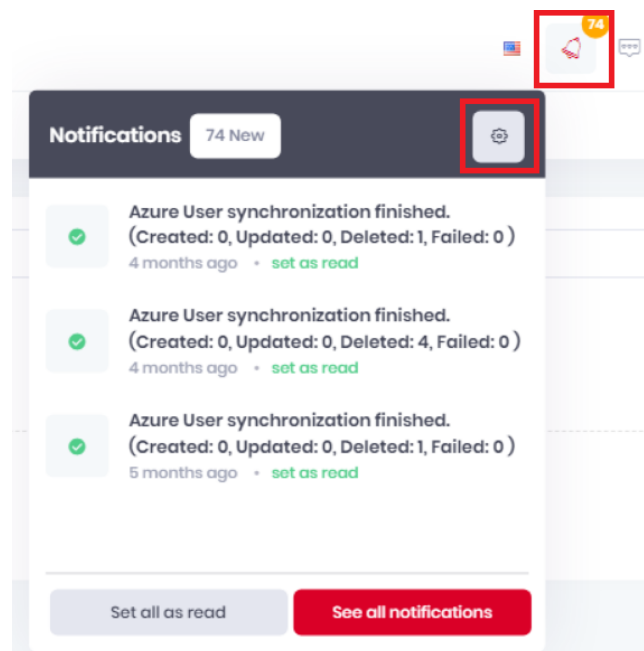 74
Notifications 74 New
Azure User synchronization finished.
(Created: 0, Updated: 0, Deleted: 1, Failed: 0 )
4 months ago • set as read
Azure User synchronization finished.
(Created: 0, Updated: 0, Deleted: 4, Failed: 0 )
4 months ago • set as read
Azure User synchronization finished.
(Created: 0, Updated: 0, Deleted: 1, Failed: 0 )
5 months ago • set as read
Set all as read See all notifications